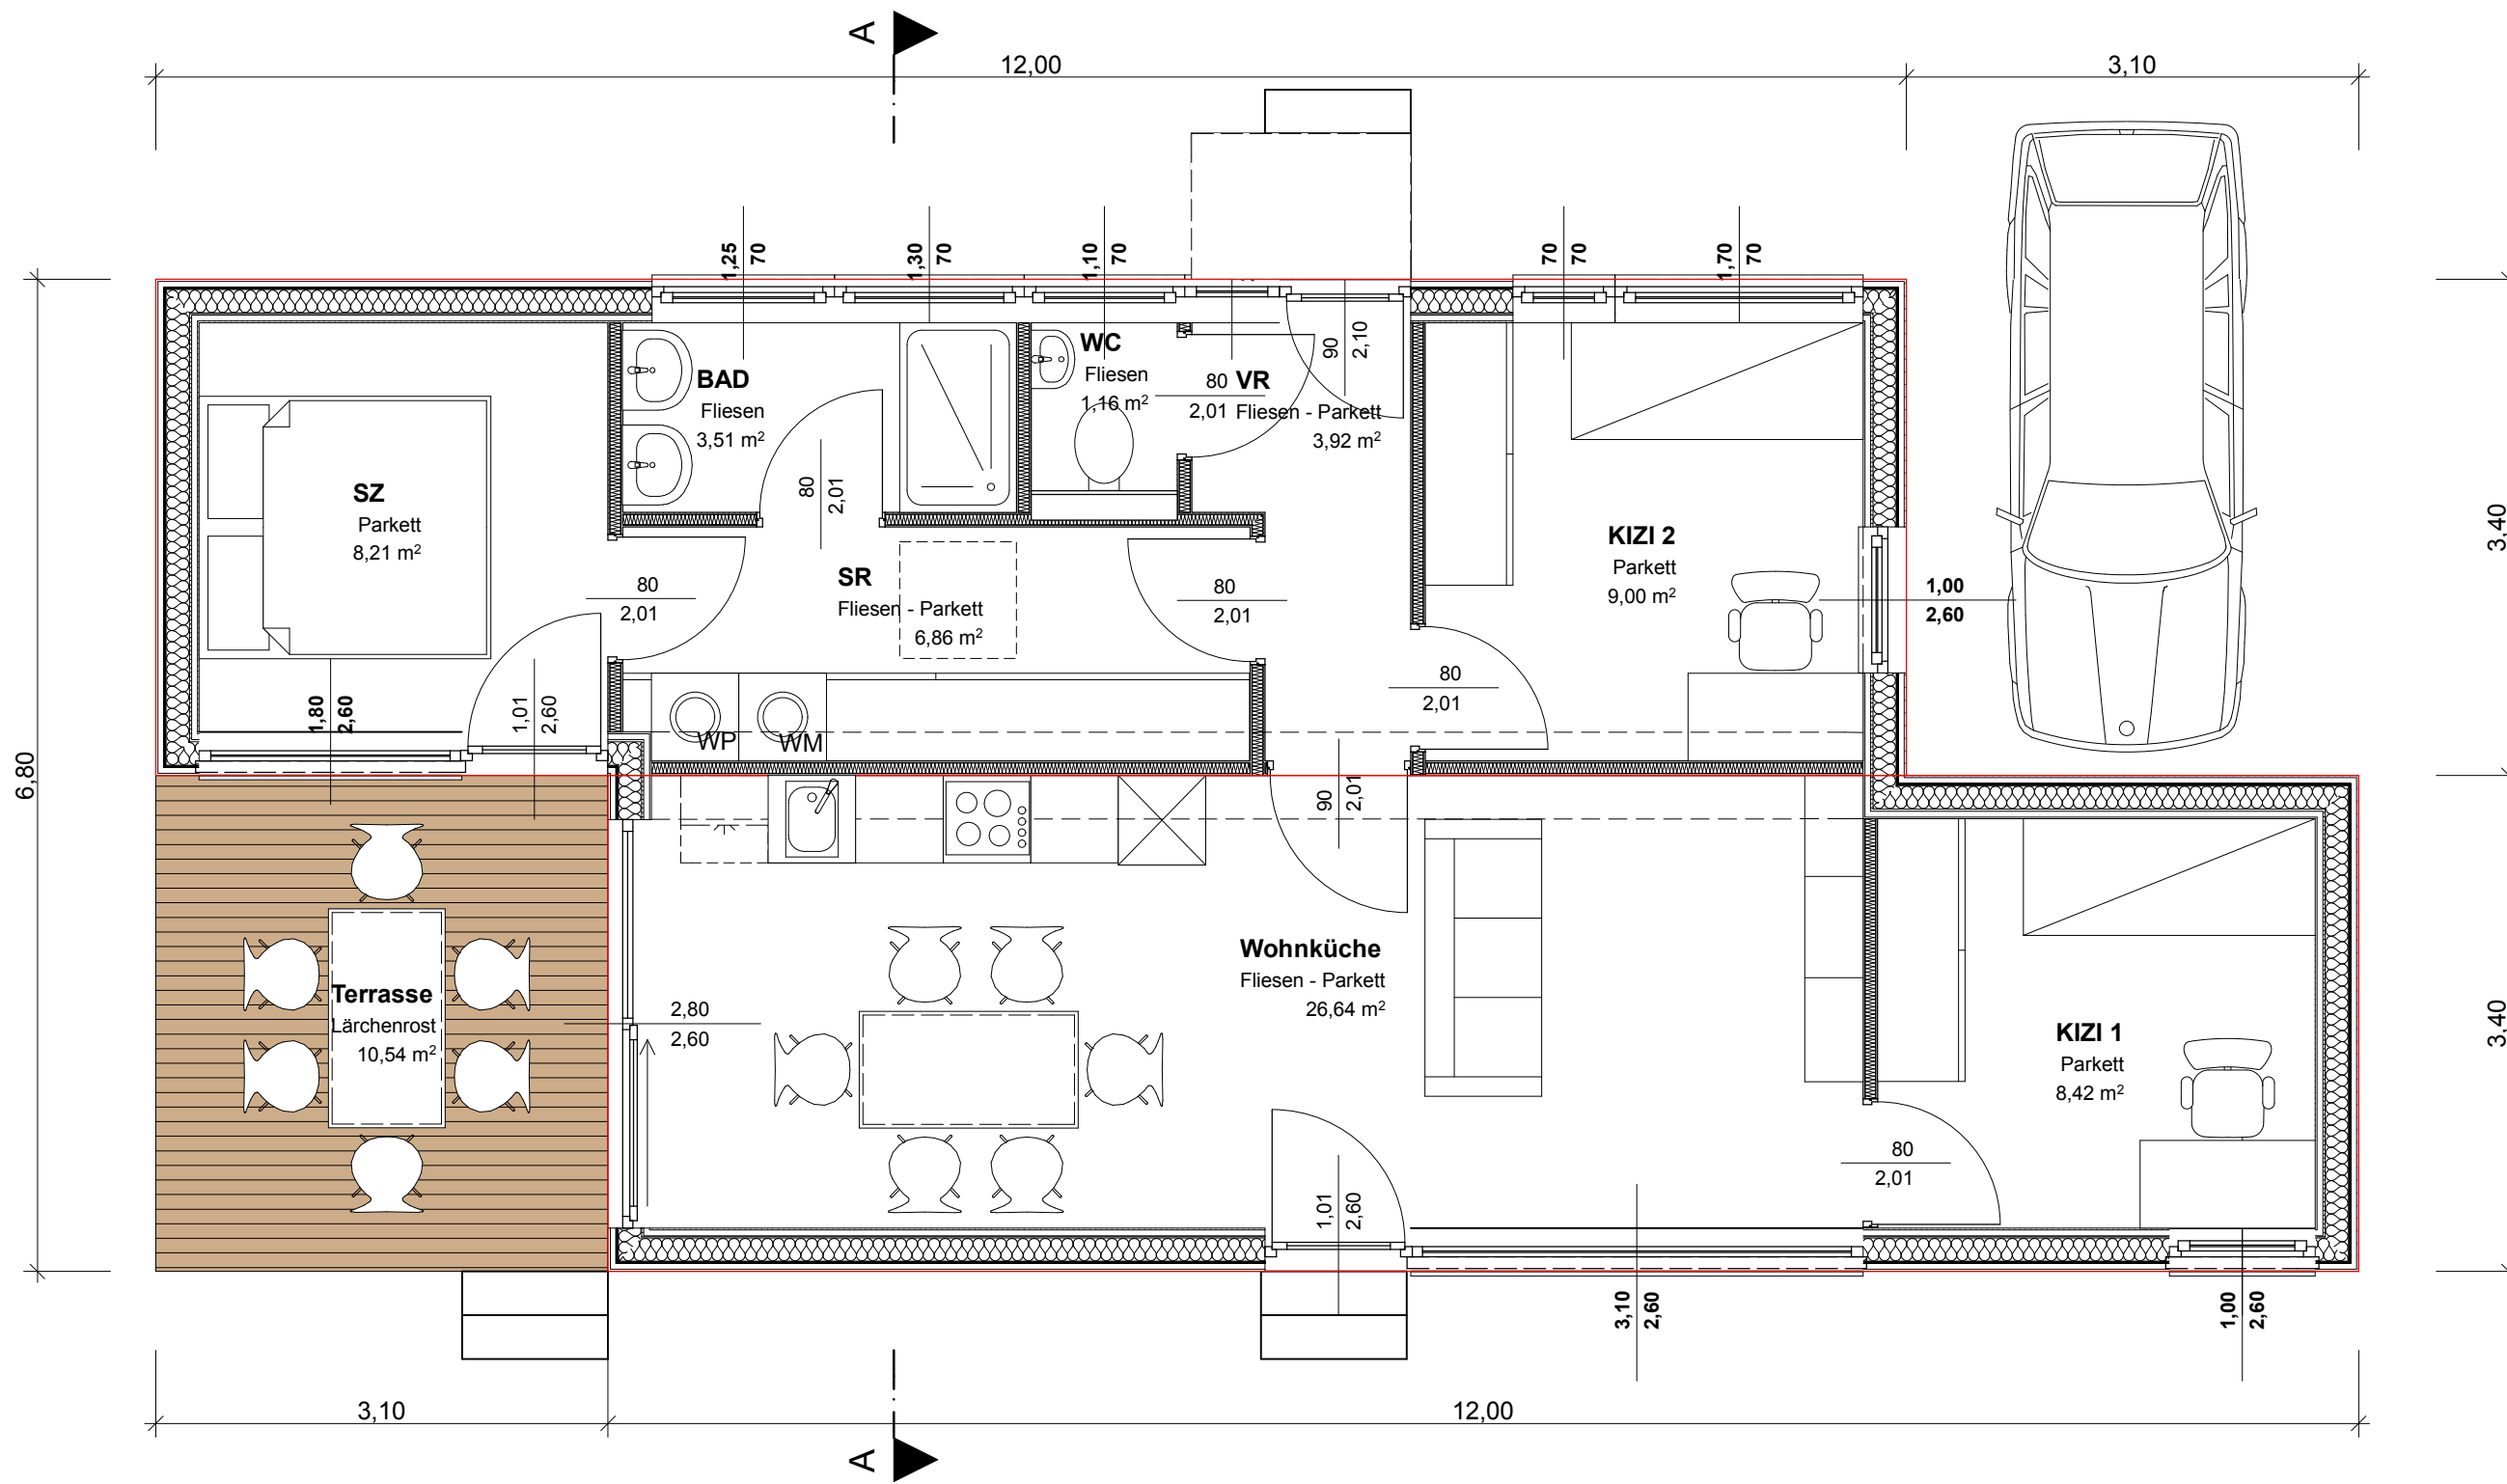 A
12,00
3,10
1,25
70
1,30
70
1,10
70
70
70
1,70
70
90
2,10
WC
Fliesen
1,16 m²
BAD
Fliesen
3,51 m²
80
2,01
VR
Fliesen - Parkett
3,92 m²
SZ
Parkett
8,21 m²
80
2,01
KIZI 2
Parkett
9,00 m²
3,40
80
2,01
SR
Fliesen - Parkett
6,86 m²
80
2,01
1,00
2,60
80
2,01
1,80
2,60
1,01
2,60
WP
WM
6,80
90
2,01
Wohnküche
Fliesen - Parkett
26,64 m²
Terrasse
Lärchenrost
10,54 m²
2,80
2,60
3,40
KIZI 1
Parkett
8,42 m²
80
2,01
1,01
2,60
3,10
2,60
1,00
2,60
3,10
12,00
A